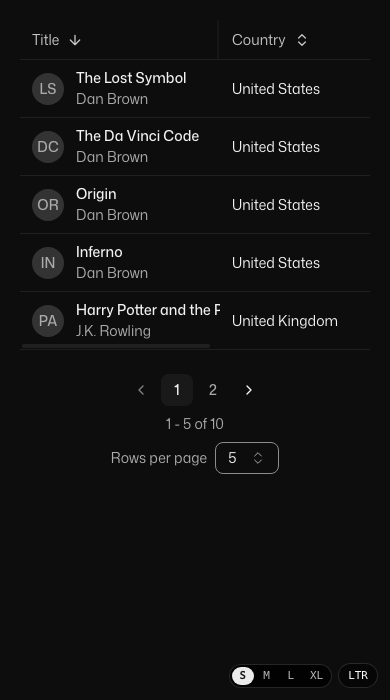 Title Country
LS The Lost Symbol
Dan Brown United States
DC The Da Vinci Code
Dan Brown United States
OR Origin
Dan Brown United States
IN Inferno
Dan Brown United States
PA Harry Potter and the
J.K. Rowling United Kingdom
1 2
1 - 5 of 10
Rows per page 5
S M L XL LTR